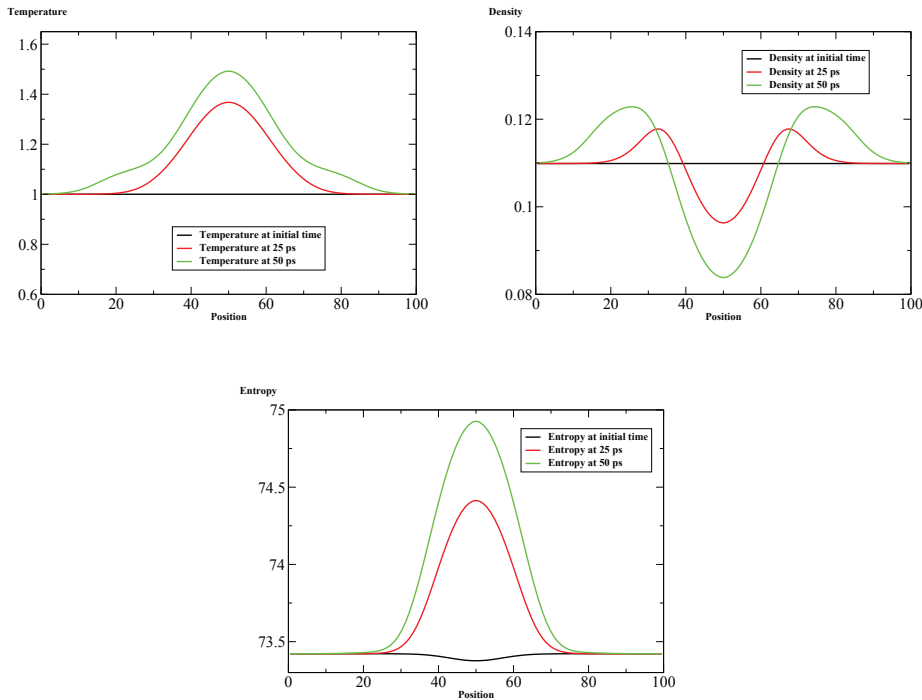 Temperature
1.6
1.4
1.2
1
0.8
0.6
0 20 40 60 80 100
Position
Temperature at initial time
Temperature at 25 ps
Temperature at 50 ps
Density
0.14
0.12
0.1
0.08
0 20 40 60 80 100
Position
Density at initial time
Density at 25 ps
Density at 50 ps
Entropy
75
74.5
74
73.5
0 20 40 60 80 100
Position
Entropy at initial time
Entropy at 25 ps
Entropy at 50 ps